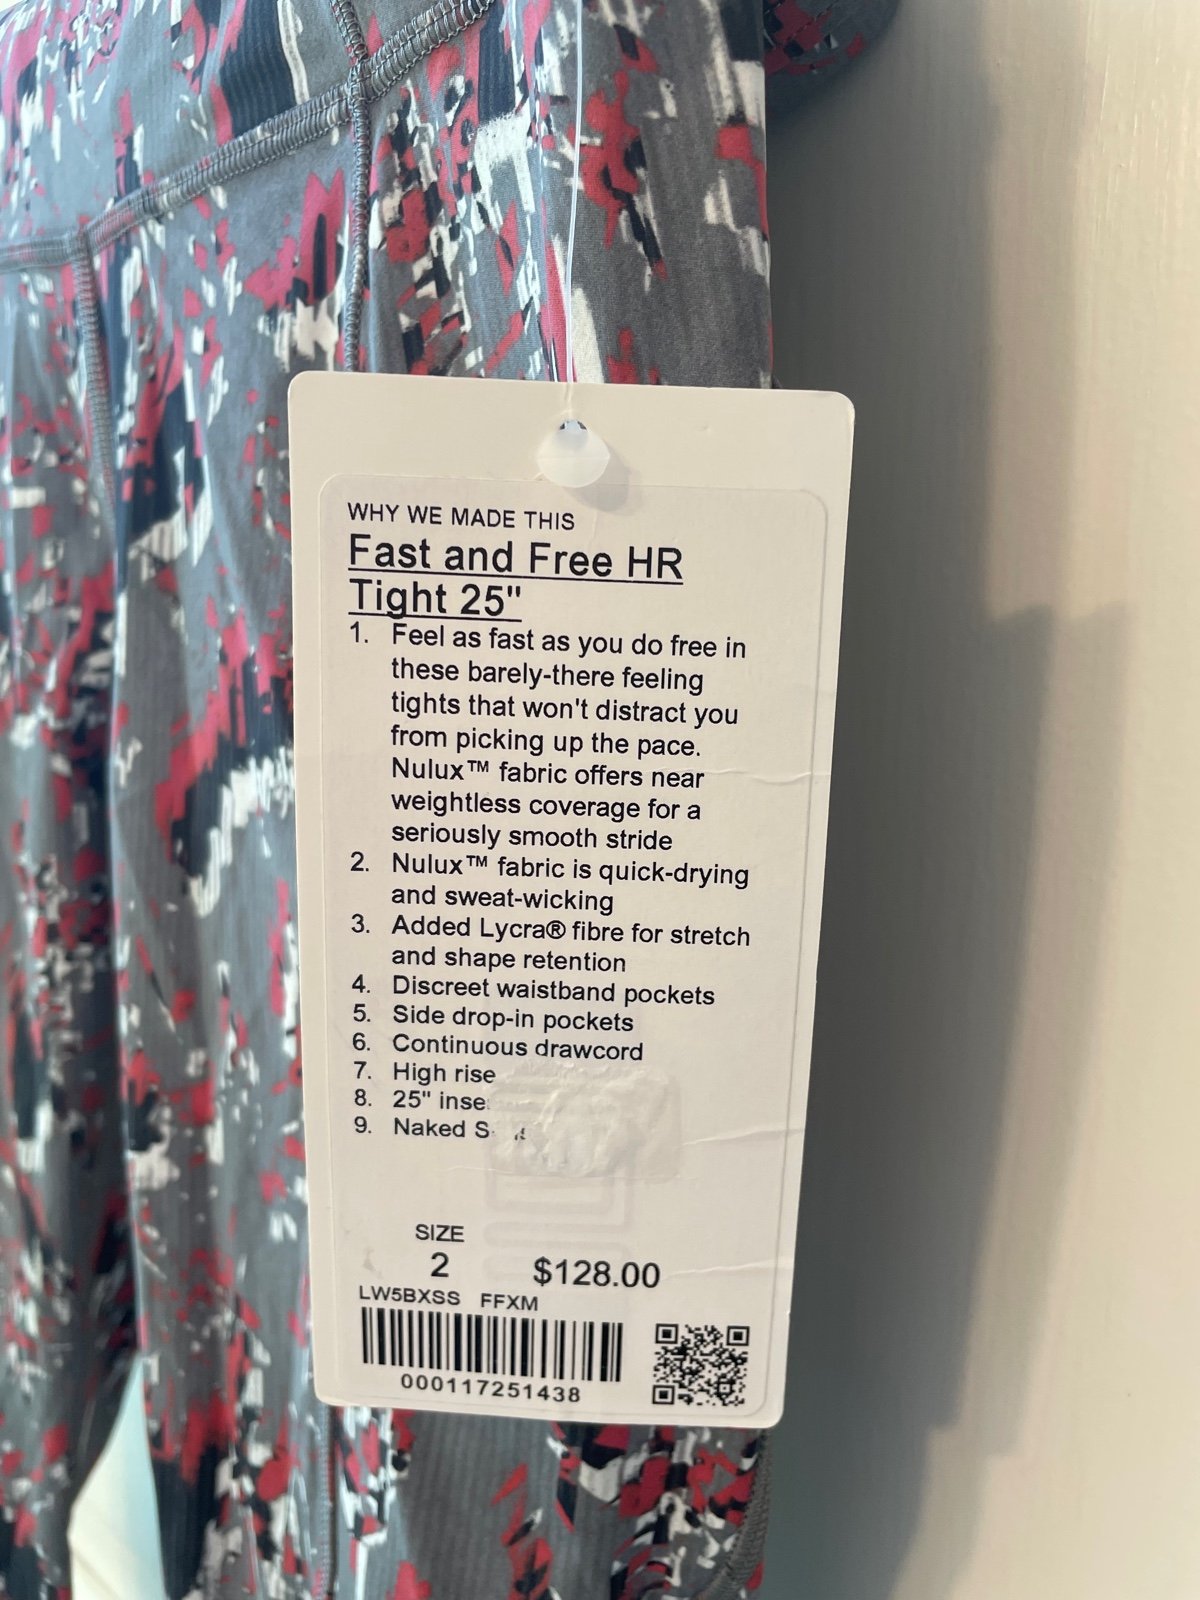 WHY WE MADE THIS
Fast and Free HR
Tight 25"
1. Feel as fast as you do free in
these barely-there feeling
tights that won't distract you
from picking up the pace.
Nulux™ fabric offers near
weightless coverage for a
seriously smooth stride
2. Nulux™ fabric is quick-drying
and sweat-wicking
3. Added Lycra® fibre for stretch
and shape retention
4. Discreet waistband pockets
5. Side drop-in pockets
6. Continuous drawcord
7. High rise
8. 25"
9. Naked
SIZE
2 $128.00
LW5BXSS FFXM
000117251438